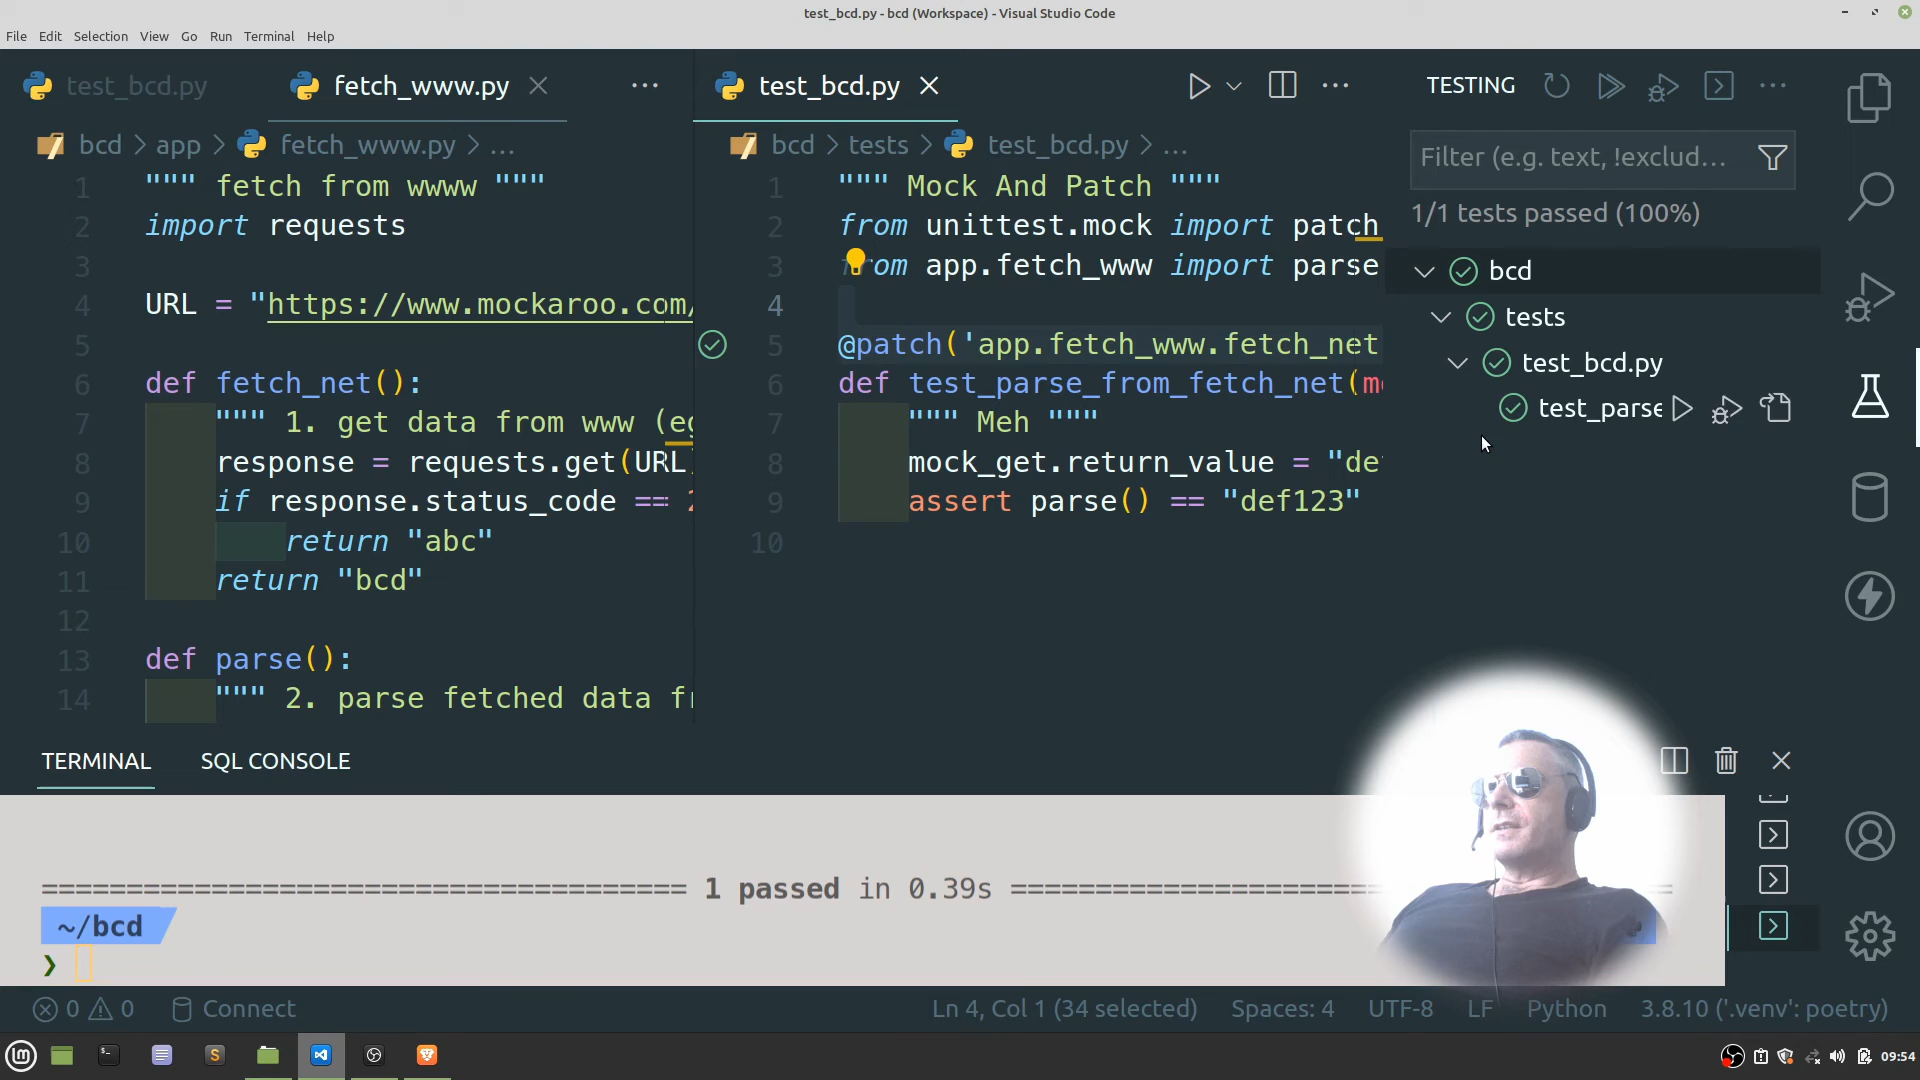 test_bcd.py - bcd (Workspace) - Visual Studio Code
File Edit Selection View Go Run Terminal Help
test_bcd.py fetch_www.py ...
bcd > app > fetch_www.py > ...
1 """ fetch from wwww """
2 import requests
3
4 URL = "https://www.mockaroo.com/
5
6 def fetch_net():
7 """ 1. get data from www (eg
8 response = requests.get(URL)
9 if response.status_code == 2
10 return "abc"
11 return "bcd"
12
13 def parse():
14 """ 2. parse fetched data fr
test_bcd.py ...
bcd > tests > test_bcd.py > ...
1 """ Mock And Patch """
2 from unittest.mock import patch
3 from app.fetch_www import parse
4
5 @patch('app.fetch_www.fetch_net
6 def test_parse_from_fetch_net(mo
7 """ Meh """
8 mock_get.return_value = "de
9 assert parse() == "def123"
10
TESTING ...
Filter (e.g. text, !exclud...
1/1 tests passed (100%)
bcd
tests
test_bcd.py
test_parse
TERMINAL SQL CONSOLE
====================================== 1 passed in 0.39s ======================================
~/bcd
❯
0 0 Connect Ln 4, Col 1 (34 selected) Spaces: 4 UTF-8 LF Python 3.8.10 ('.venv': poetry)
09:54